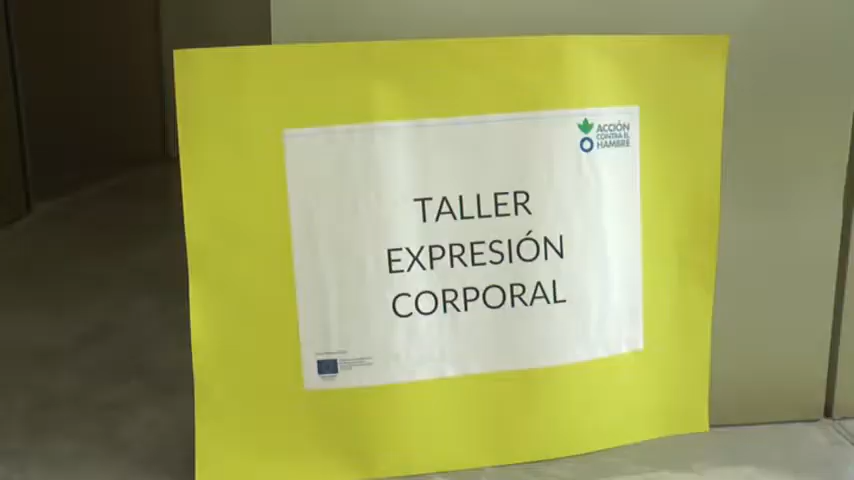 ACCIÓN
CONTRA EL
HAMBRE
TALLER
EXPRESIÓN
CORPORAL